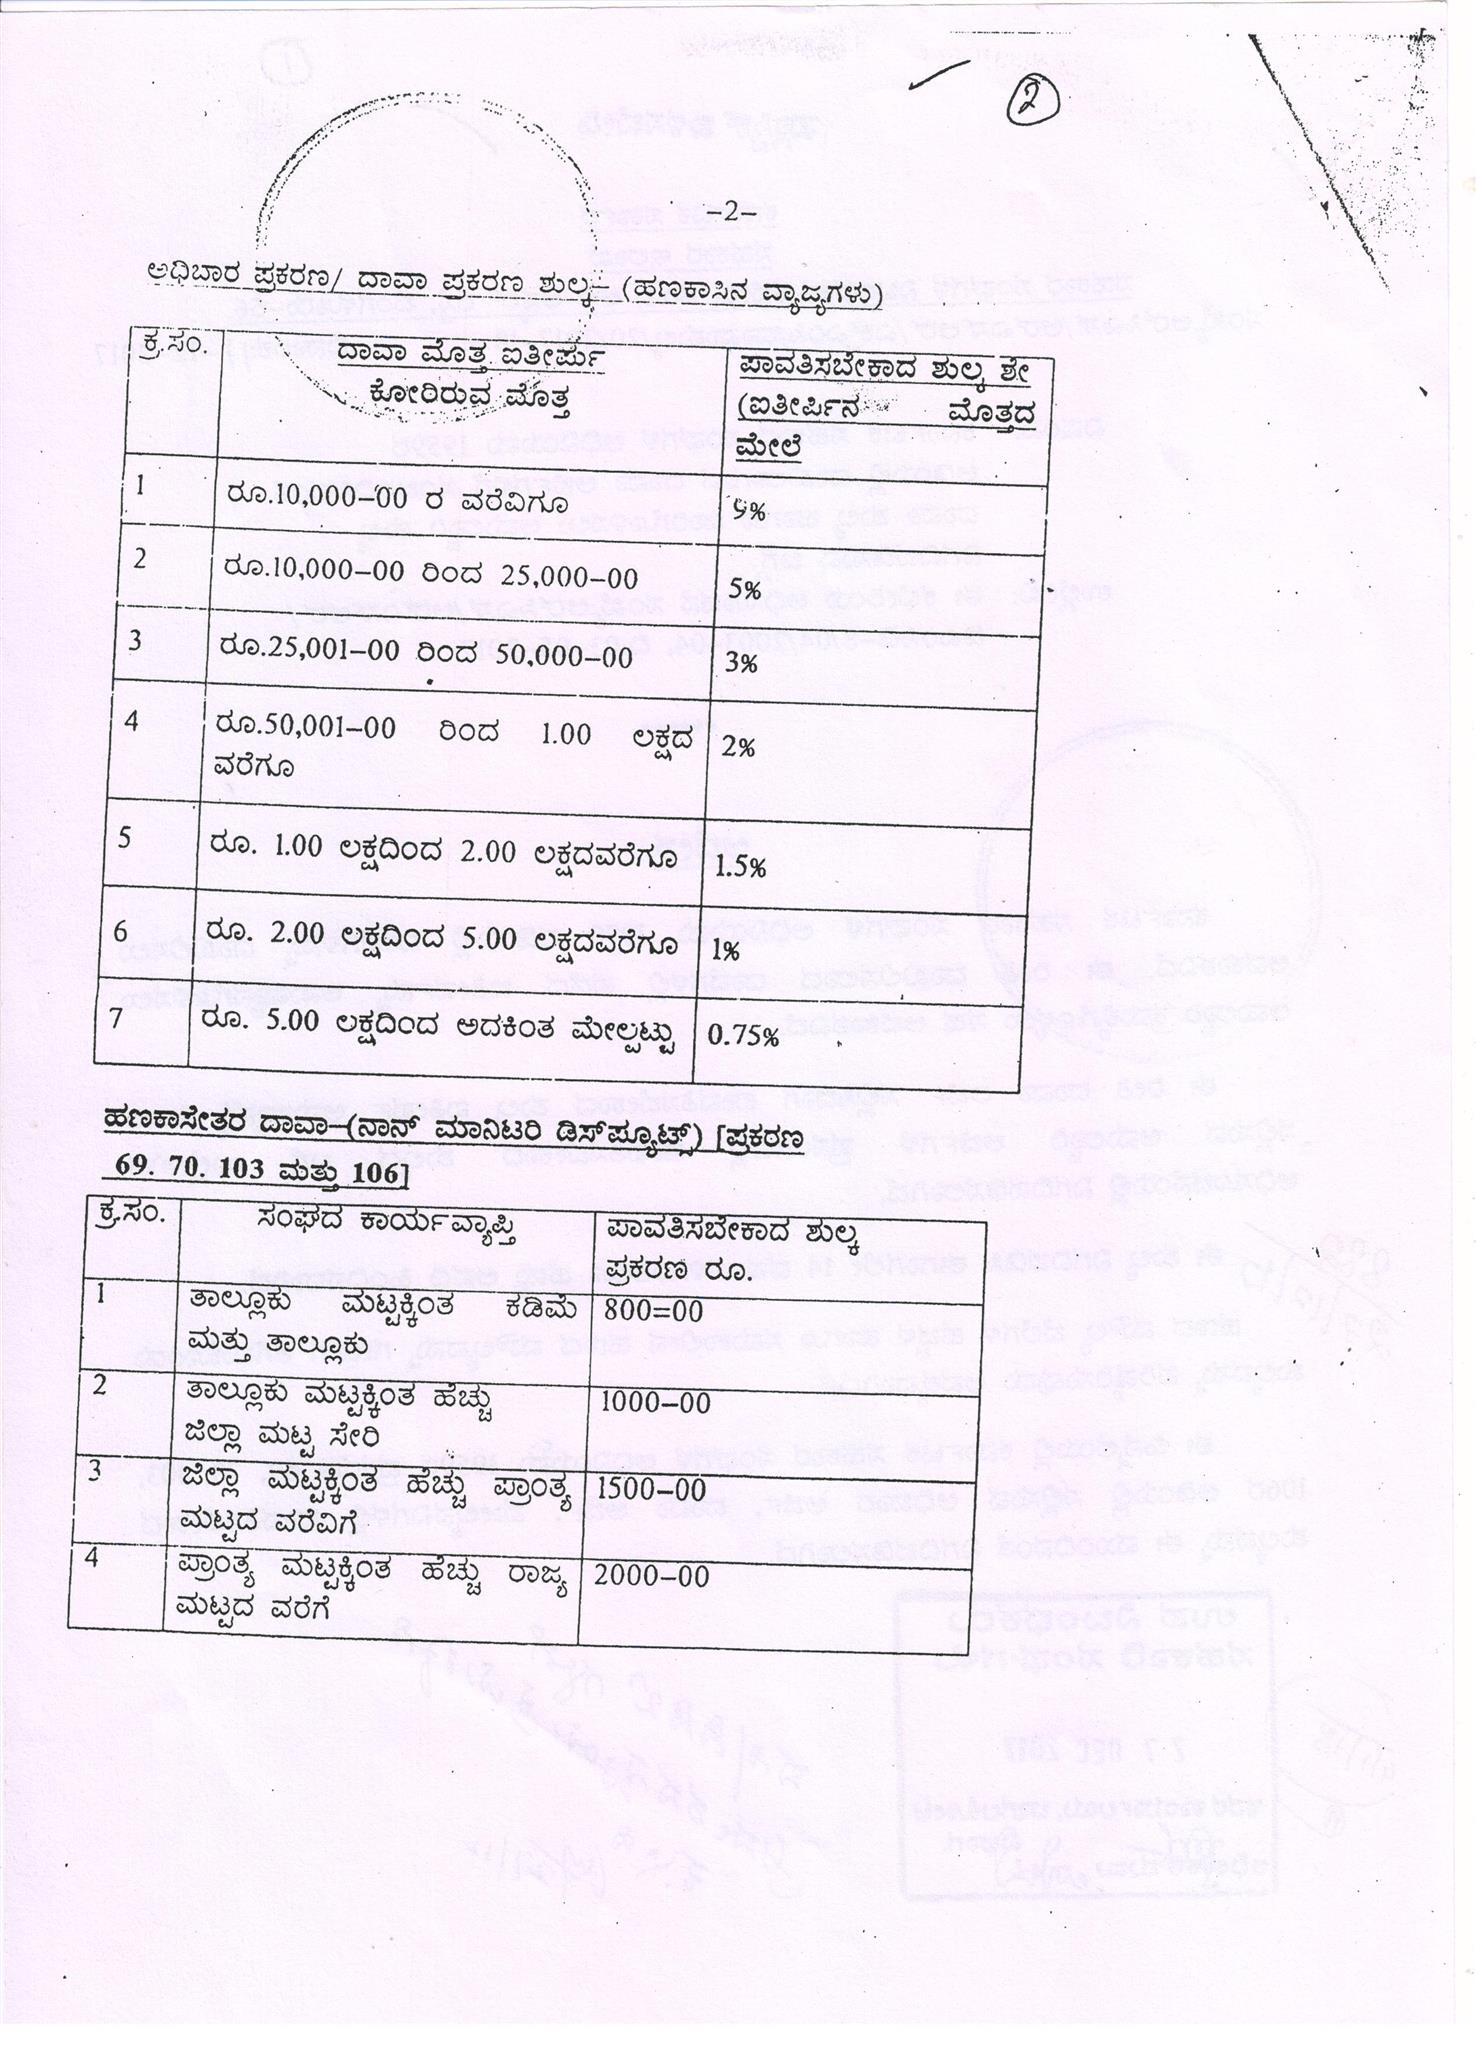 2
–2–
ಅಧಿಬಾರ ಪ್ರಕರಣ/ ದಾವಾ ಪ್ರಕರಣ ಶುಲ್ಕ– (ಹಣಕಾಸಿನ ವ್ಯಾಜ್ಯಗಳು)
ಕ್ರ.ಸಂ. ದಾವಾ ಮೊತ್ತ ಐತೀರ್ಪು ಪಾವತಿಸಬೇಕಾದ ಶುಲ್ಕ ಶೇ
ಕೋರಿರುವ ಮೊತ್ತ (ಐತೀರ್ಪಿನ ಮೊತ್ತದ
ಮೇಲೆ
1 ರೂ.10,000–00 ರ ವರೆವಿಗೂ 9%
2 ರೂ.10,000–00 ರಿಂದ 25,000–00 5%
3 ರೂ.25,001–00 ರಿಂದ 50,000–00 3%
4 ರೂ.50,001–00 ರಿಂದ 1.00 ಲಕ್ಷದ 2%
ವರೆಗೂ
5 ರೂ. 1.00 ಲಕ್ಷದಿಂದ 2.00 ಲಕ್ಷದವರೆಗೂ 1.5%
6 ರೂ. 2.00 ಲಕ್ಷದಿಂದ 5.00 ಲಕ್ಷದವರೆಗೂ 1%
7 ರೂ. 5.00 ಲಕ್ಷದಿಂದ ಅದಕಿಂತ ಮೇಲ್ಪಟ್ಟು 0.75%
ಹಣಕಾಸೇತರ ದಾವಾ–(ನಾನ್ ಮಾನಿಟರಿ ಡಿಸ್‌ಪ್ಯೂಟ್ಸ್) [ಪ್ರಕರಣ
69. 70. 103 ಮತ್ತು 106]
ಕ್ರ.ಸಂ. ಸಂಘದ ಕಾರ್ಯವ್ಯಾಪ್ತಿ ಪಾವತಿಸಬೇಕಾದ ಶುಲ್ಕ
ಪ್ರಕರಣ ರೂ.
1 ತಾಲ್ಲೂಕು ಮಟ್ಟಕ್ಕಿಂತ ಕಡಿಮೆ 800=00
ಮತ್ತು ತಾಲ್ಲೂಕು
2 ತಾಲ್ಲೂಕು ಮಟ್ಟಕ್ಕಿಂತ ಹೆಚ್ಚು 1000–00
ಜಿಲ್ಲಾ ಮಟ್ಟ ಸೇರಿ
3 ಜಿಲ್ಲಾ ಮಟ್ಟಕ್ಕಿಂತ ಹೆಚ್ಚು ಪ್ರಾಂತ್ಯ 1500–00
ಮಟ್ಟದ ವರೆವಿಗೆ
4 ಪ್ರಾಂತ್ಯ ಮಟ್ಟಕ್ಕಿಂತ ಹೆಚ್ಚು ರಾಜ್ಯ 2000–00
ಮಟ್ಟದ ವರೆಗೆ